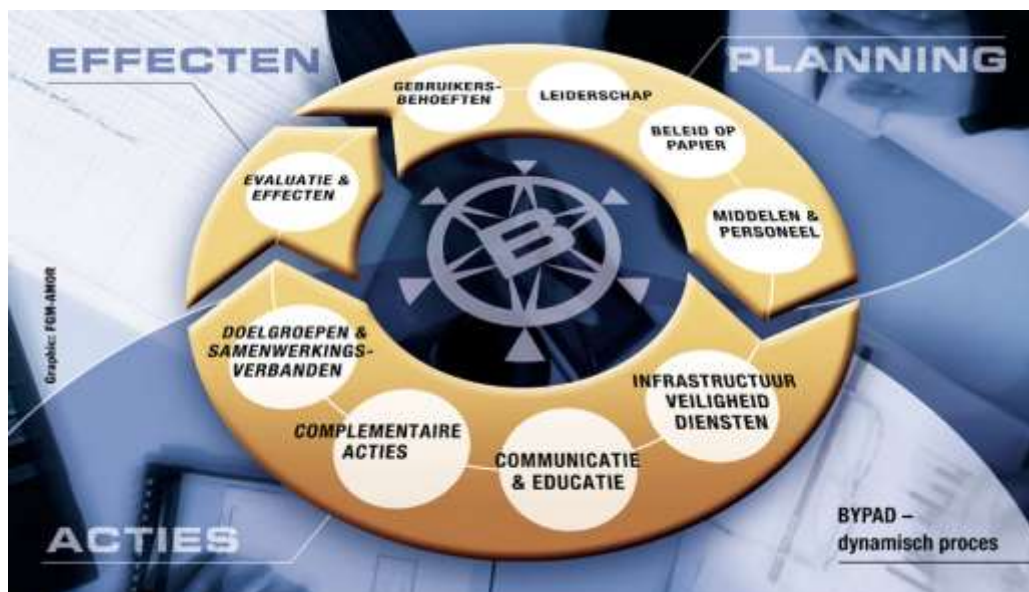 EFFECTEN
PLANNING
GEBRUIKERS-
BEHOEFTEN
LEIDERSCHAP
BELEID OP
PAPIER
MIDDELEN &
PERSONEEL
EVALUATIE &
EFFECTEN
DOELGROEPEN &
SAMENWERKINGS-
VERBANDEN
COMPLEMENTAIRE
ACTIES
COMMUNICATIE
& EDUCATIE
INFRASTRUCTUUR
VEILIGHEID
DIENSTEN
B
Graphic: FGM-AMOR
ACTIES
BYPAD –
dynamisch proces